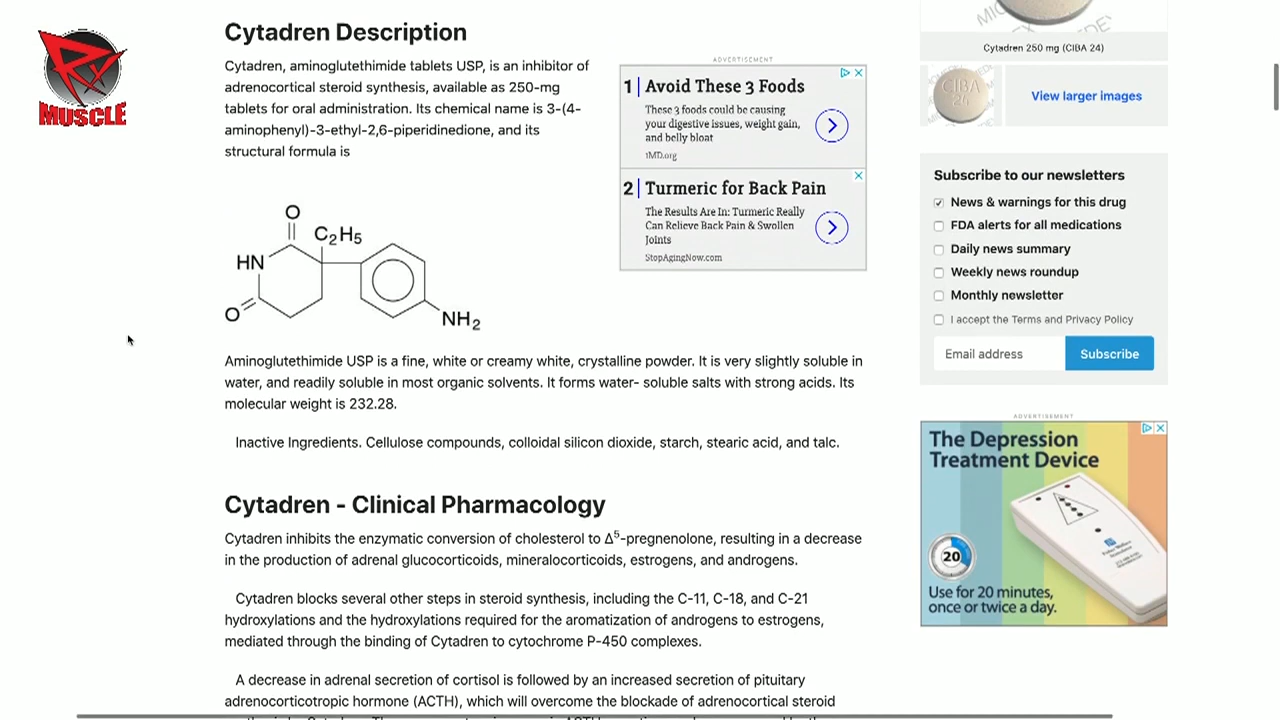 RX
MUSCLE
Cytadren Description
Cytadren, aminoglutethimide tablets USP, is an inhibitor of
adrenocortical steroid synthesis, available as 250-mg
tablets for oral administration. Its chemical name is 3-(4-
aminophenyl)-3-ethyl-2,6-piperidinedione, and its
structural formula is
O
C₂H₅
HN
O
NH₂
Aminoglutethimide USP is a fine, white or creamy white, crystalline powder. It is very slightly soluble in
water, and readily soluble in most organic solvents. It forms water- soluble salts with strong acids. Its
molecular weight is 232.28.
Inactive Ingredients. Cellulose compounds, colloidal silicon dioxide, starch, stearic acid, and talc.
Cytadren - Clinical Pharmacology
Cytadren inhibits the enzymatic conversion of cholesterol to Δ⁵-pregnenolone, resulting in a decrease
in the production of adrenal glucocorticoids, mineralocorticoids, estrogens, and androgens.
Cytadren blocks several other steps in steroid synthesis, including the C-11, C-18, and C-21
hydroxylations and the hydroxylations required for the aromatization of androgens to estrogens,
mediated through the binding of Cytadren to cytochrome P-450 complexes.
A decrease in adrenal secretion of cortisol is followed by an increased secretion of pituitary
adrenocorticotropic hormone (ACTH), which will overcome the blockade of adrenocortical steroid
ADVERTISEMENT
1 Avoid These 3 Foods
These 3 foods could be causing
your digestive issues, weight gain,
and belly bloat
1MD.org
2 Turmeric for Back Pain
The Results Are In: Turmeric Really
Can Relieve Back Pain & Swollen
Joints
StopAgingNow.com
Cytadren 250 mg (CIBA 24)
CIBA
24
View larger images
Subscribe to our newsletters
News & warnings for this drug
FDA alerts for all medications
Daily news summary
Weekly news roundup
Monthly newsletter
I accept the Terms and Privacy Policy
Email address
Subscribe
ADVERTISEMENT
The Depression
Treatment Device
20
Use for 20 minutes,
once or twice a day.